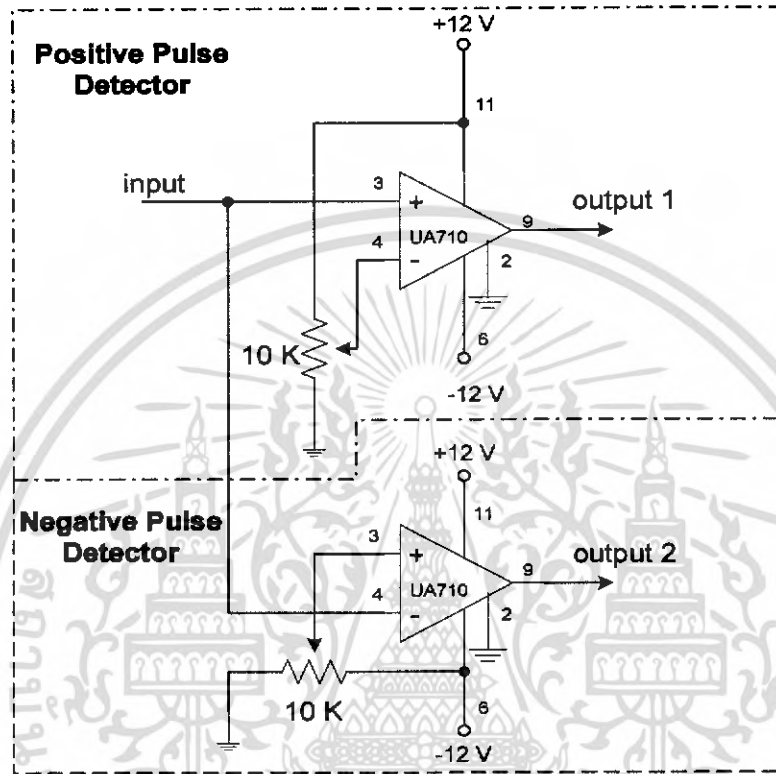 +12 V
Positive Pulse
Detector
11
input
3
+
UA710
4
-
9
output 1
2
10 K
6
-12 V
+12 V
Negative Pulse
Detector
11
3
+
UA710
4
-
9
output 2
2
10 K
6
-12 V